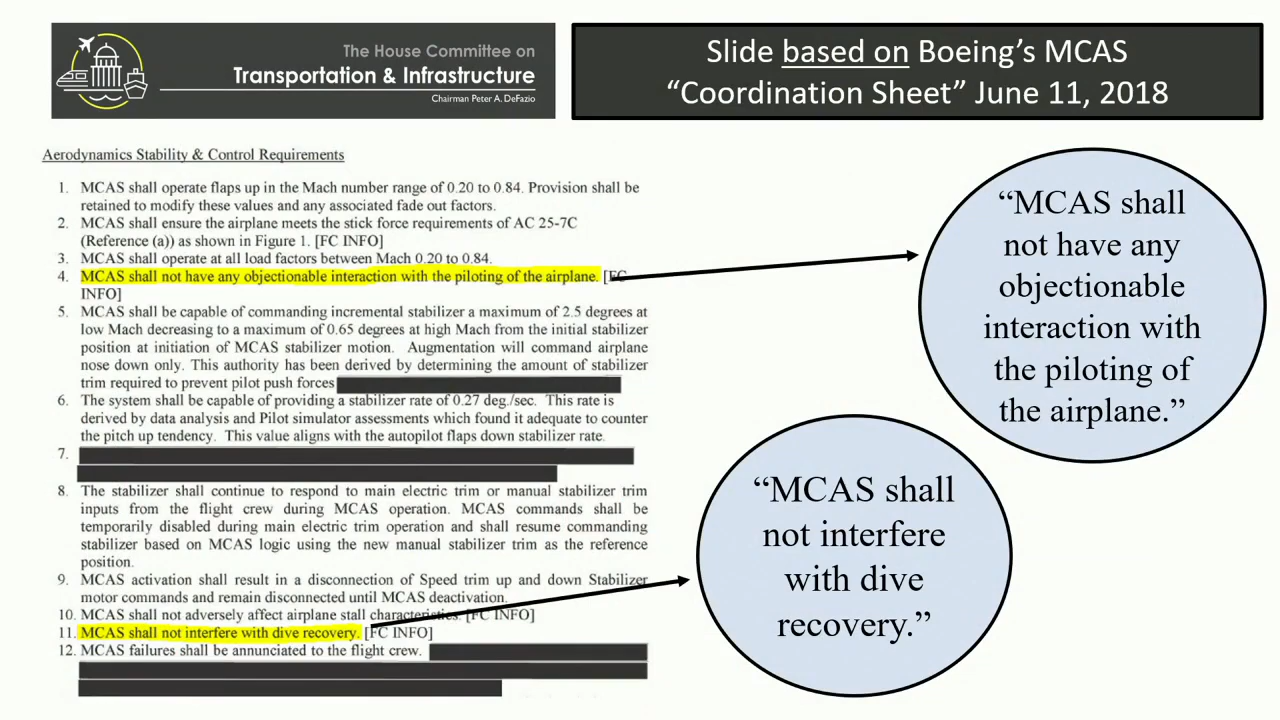 The House Committee on
Transportation & Infrastructure
Chairman Peter A. DeFazio
Slide based on Boeing’s MCAS
“Coordination Sheet” June 11, 2018
Aerodynamics Stability & Control Requirements
1. MCAS shall operate flaps up in the Mach number range of 0.20 to 0.84. Provision shall be
retained to modify these values and any associated fade out factors.
2. MCAS shall ensure the airplane meets the stick force requirements of AC 25-7C
(Reference (a)) as shown in Figure 1. [FC INFO]
3. MCAS shall operate at all load factors between Mach 0.20 to 0.84.
4. MCAS shall not have any objectionable interaction with the piloting of the airplane. [FC
INFO]
5. MCAS shall be capable of commanding incremental stabilizer a maximum of 2.5 degrees at
low Mach decreasing to a maximum of 0.65 degrees at high Mach from the initial stabilizer
position at initiation of MCAS stabilizer motion. Augmentation will command airplane
nose down only. This authority has been derived by determining the amount of stabilizer
trim required to prevent pilot push forces
6. The system shall be capable of providing a stabilizer rate of 0.27 deg./sec. This rate is
derived by data analysis and Pilot simulator assessments which found it adequate to counter
the pitch up tendency. This value aligns with the autopilot flaps down stabilizer rate.
7.
8. The stabilizer shall continue to respond to main electric trim or manual stabilizer trim
inputs from the flight crew during MCAS operation. MCAS commands shall be
temporarily disabled during main electric trim operation and shall resume commanding
stabilizer based on MCAS logic using the new manual stabilizer trim as the reference
position.
9. MCAS activation shall result in a disconnection of Speed trim up and down Stabilizer
motor commands and remain disconnected until MCAS deactivation.
10. MCAS shall not adversely affect airplane stall characteristics. [FC INFO]
11. MCAS shall not interfere with dive recovery. [FC INFO]
12. MCAS failures shall be annunciated to the flight crew.
“MCAS shall
not have any
objectionable
interaction with
the piloting of
the airplane.”
“MCAS shall
not interfere
with dive
recovery.”